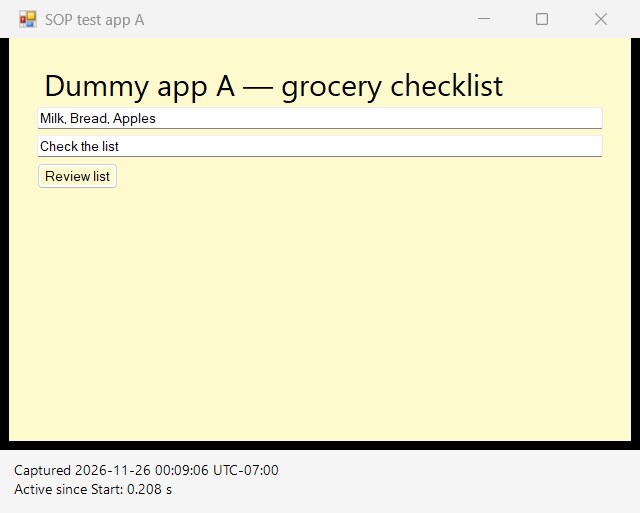 SOP test app A
Dummy app A — grocery checklist
Milk, Bread, Apples
Check the list
Review list
Captured 2026-11-26 00:09:06 UTC-07:00
Active since Start: 0.208 s